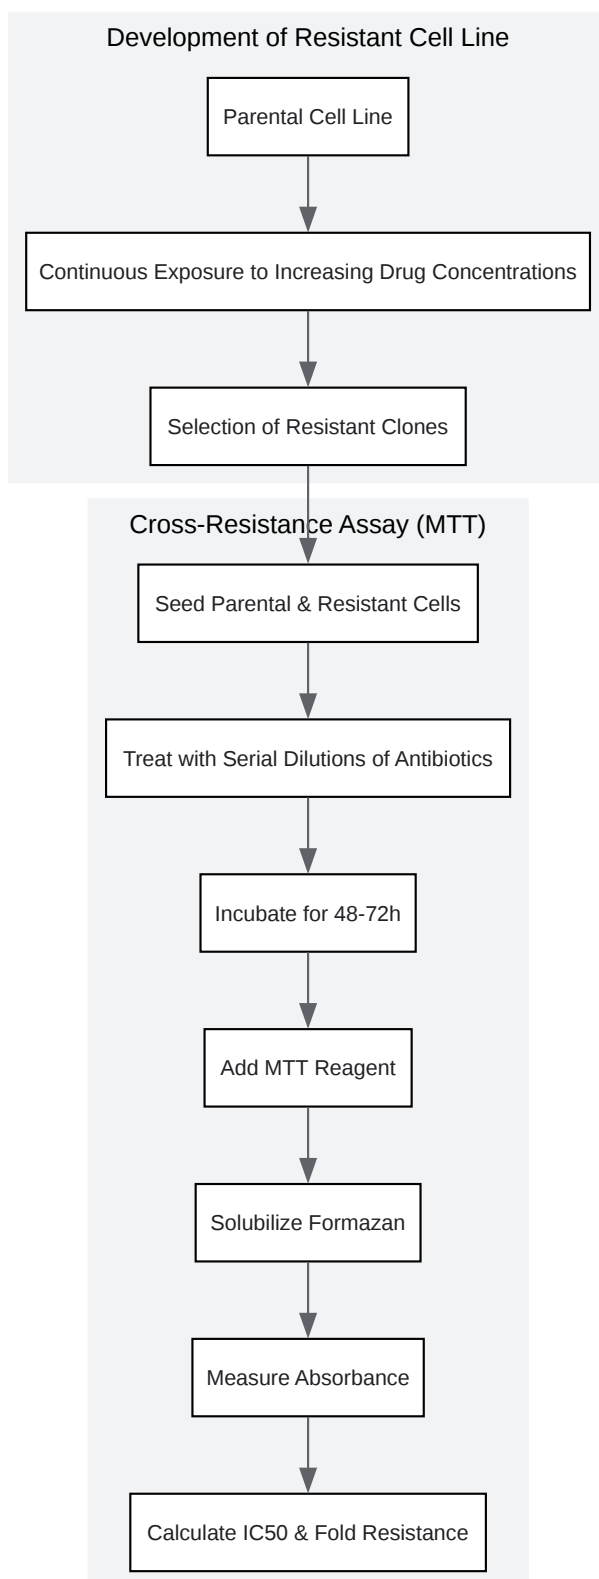 Development of Resistant Cell Line
Parental Cell Line
Continuous Exposure to Increasing Drug Concentrations
Selection of Resistant Clones
Cross-Resistance Assay (MTT)
Seed Parental & Resistant Cells
Treat with Serial Dilutions of Antibiotics
Incubate for 48-72h
Add MTT Reagent
Solubilize Formazan
Measure Absorbance
Calculate IC50 & Fold Resistance